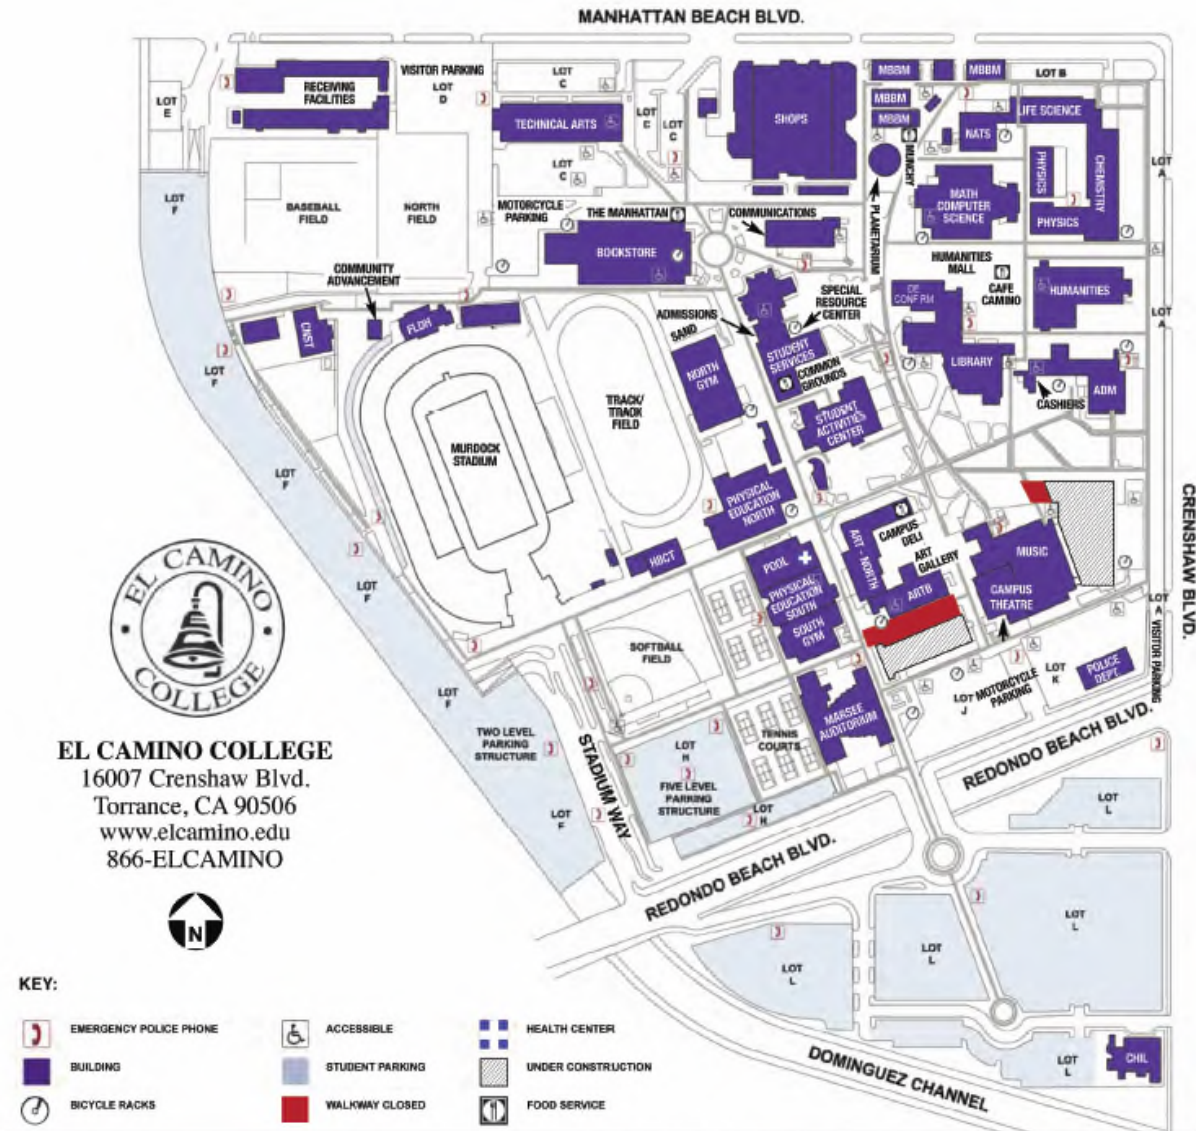 MANHATTAN BEACH BLVD.
LOT
E
RECEIVING
FACILITIES
VISITOR PARKING
LOT
D
LOT
C
TECHNICAL ARTS
LOT
C
LOT
C
LOT
C
SHOPS
MBBM
MBBM
MBBM
MBBM
LOT B
LIFE SCIENCE
NATS
MUNCHY
PLANETARIUM
PHYSICS
CHEMISTRY
PHYSICS
LOT
A
MATH
COMPUTER
SCIENCE
LOT
F
BASEBALL
FIELD
NORTH
FIELD
MOTORCYCLE
PARKING
THE MANHATTAN
BOOKSTORE
COMMUNICATIONS
HUMANITIES
MALL
CAFE
CAMINO
HUMANITIES
DE
CONF RM
LIBRARY
LOT
A
COMMUNITY
ADVANCEMENT
CNST
FLDH
ADMISSIONS
SPECIAL
RESOURCE
CENTER
SAND
NORTH
GYM
STUDENT
SERVICES
COMMON
GROUNDS
STUDENT
ACTIVITIES
CENTER
CASHIERS
ADM
LOT
F
TRACK/
TRACK
FIELD
MURDOCK
STADIUM
LOT
F
PHYSICAL
EDUCATION
NORTH
HBCT
POOL
PHYSICAL
EDUCATION
SOUTH
SOUTH
GYM
ART - NORTH
CAMPUS
DELI
ART
GALLERY
ARTB
MUSIC
CAMPUS
THEATRE
CRENSHAW BLVD.
LOT
A VISITOR PARKING
LOT
F
SOFTBALL
FIELD
MARSEE
AUDITORIUM
LOT
J
MOTORCYCLE
PARKING
LOT
K
POLICE
DEPT.
LOT
F
TWO LEVEL
PARKING
STRUCTURE
STADIUM WAY
LOT
H
FIVE LEVEL
PARKING
STRUCTURE
TENNIS
COURTS
LOT
H
LOT
F
REDONDO BEACH BLVD.
REDONDO BEACH BLVD.
LOT
L
LOT
L
LOT
L
LOT
L
LOT
L
CHIL
DOMINGUEZ CHANNEL
EL CAMINO
COLLEGE
EL CAMINO COLLEGE
16007 Crenshaw Blvd.
Torrance, CA 90506
www.elcamino.edu
866-ELCAMINO
N
KEY:
EMERGENCY POLICE PHONE
BUILDING
BICYCLE RACKS
ACCESSIBLE
STUDENT PARKING
WALKWAY CLOSED
HEALTH CENTER
UNDER CONSTRUCTION
FOOD SERVICE